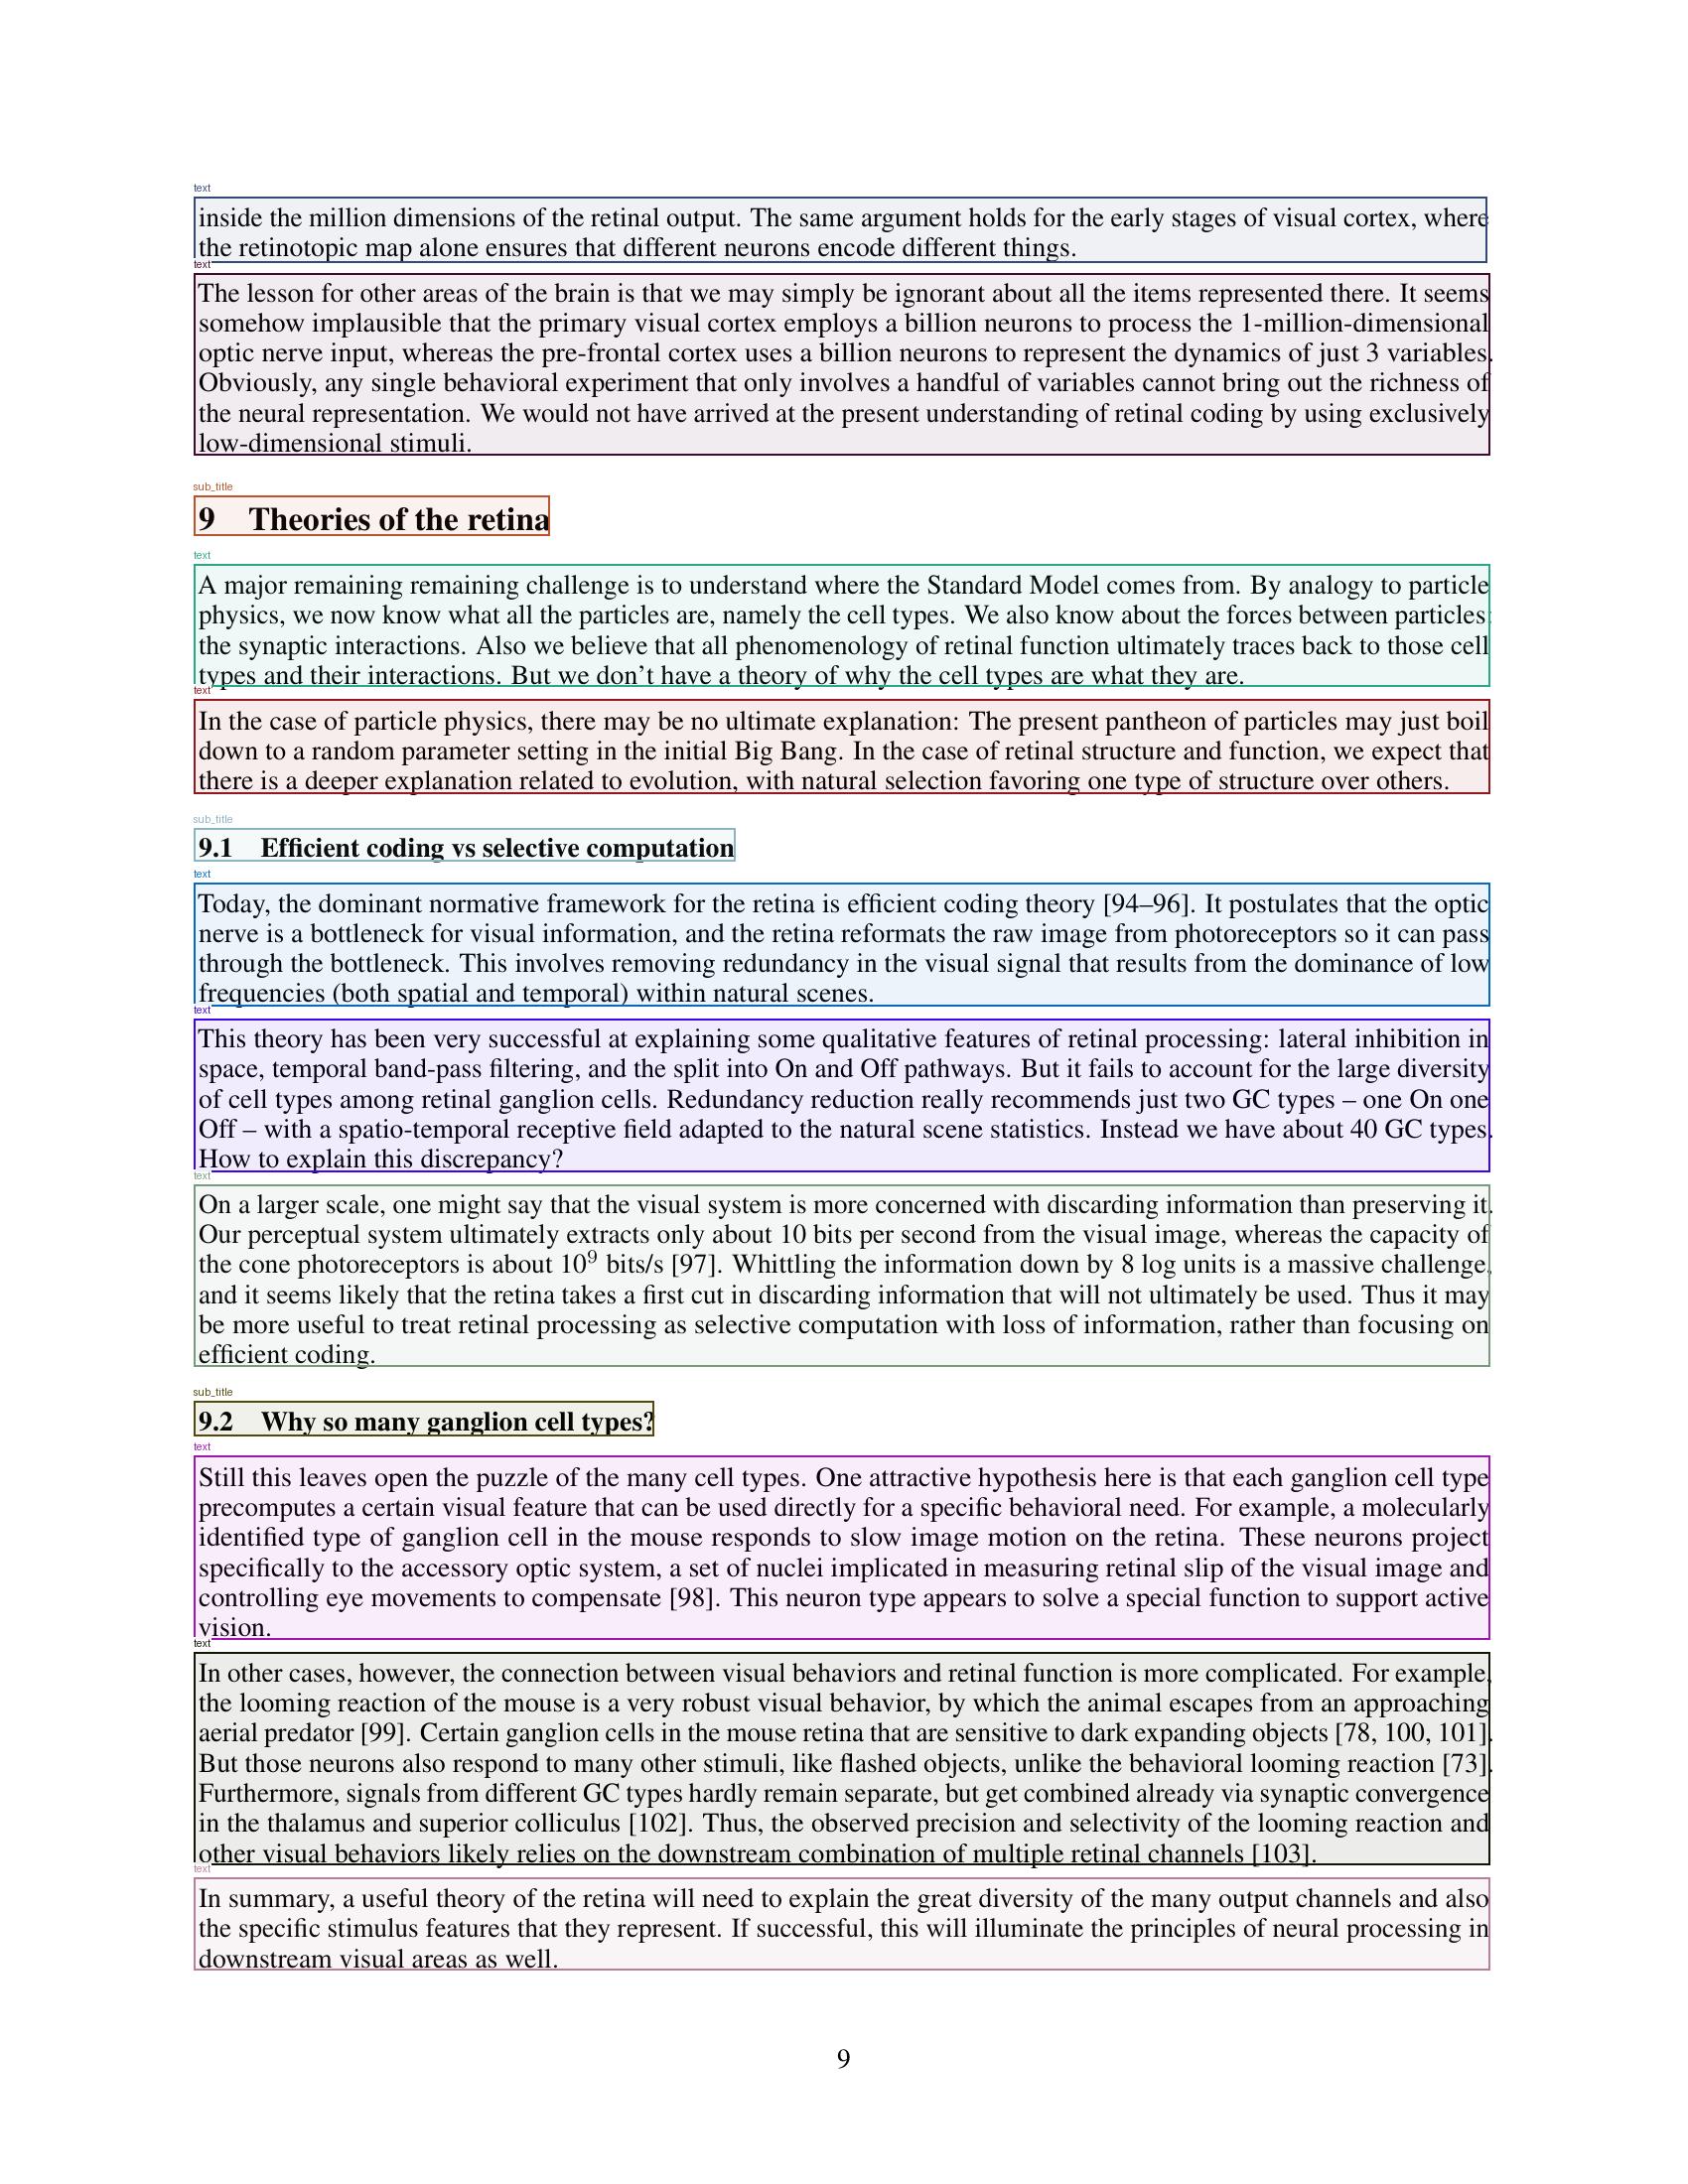 text
inside the million dimensions of the retinal output. The same argument holds for the early stages of visual cortex, where
the retinotopic map alone ensures that different neurons encode different things.
text
The lesson for other areas of the brain is that we may simply be ignorant about all the items represented there. It seems
somehow implausible that the primary visual cortex employs a billion neurons to process the 1-million-dimensional
optic nerve input, whereas the pre-frontal cortex uses a billion neurons to represent the dynamics of just 3 variables.
Obviously, any single behavioral experiment that only involves a handful of variables cannot bring out the richness of
the neural representation. We would not have arrived at the present understanding of retinal coding by using exclusively
low-dimensional stimuli.
sub_title
9 Theories of the retina
text
A major remaining remaining challenge is to understand where the Standard Model comes from. By analogy to particle
physics, we now know what all the particles are, namely the cell types. We also know about the forces between particles:
the synaptic interactions. Also we believe that all phenomenology of retinal function ultimately traces back to those cell
types and their interactions. But we don't have a theory of why the cell types are what they are.
text
In the case of particle physics, there may be no ultimate explanation: The present pantheon of particles may just boil
down to a random parameter setting in the initial Big Bang. In the case of retinal structure and function, we expect that
there is a deeper explanation related to evolution, with natural selection favoring one type of structure over others.
sub_title
9.1 Efficient coding vs selective computation
text
Today, the dominant normative framework for the retina is efficient coding theory [94–96]. It postulates that the optic
nerve is a bottleneck for visual information, and the retina reformats the raw image from photoreceptors so it can pass
through the bottleneck. This involves removing redundancy in the visual signal that results from the dominance of low
frequencies (both spatial and temporal) within natural scenes.
text
This theory has been very successful at explaining some qualitative features of retinal processing: lateral inhibition in
space, temporal band-pass filtering, and the split into On and Off pathways. But it fails to account for the large diversity
of cell types among retinal ganglion cells. Redundancy reduction really recommends just two GC types – one On one
Off – with a spatio-temporal receptive field adapted to the natural scene statistics. Instead we have about 40 GC types.
How to explain this discrepancy?
text
On a larger scale, one might say that the visual system is more concerned with discarding information than preserving it.
Our perceptual system ultimately extracts only about 10 bits per second from the visual image, whereas the capacity of
the cone photoreceptors is about 10⁹ bits/s [97]. Whittling the information down by 8 log units is a massive challenge,
and it seems likely that the retina takes a first cut in discarding information that will not ultimately be used. Thus it may
be more useful to treat retinal processing as selective computation with loss of information, rather than focusing on
efficient coding.
sub_title
9.2 Why so many ganglion cell types?
text
Still this leaves open the puzzle of the many cell types. One attractive hypothesis here is that each ganglion cell type
precomputes a certain visual feature that can be used directly for a specific behavioral need. For example, a molecularly
identified type of ganglion cell in the mouse responds to slow image motion on the retina. These neurons project
specifically to the accessory optic system, a set of nuclei implicated in measuring retinal slip of the visual image and
controlling eye movements to compensate [98]. This neuron type appears to solve a special function to support active
vision.
text
In other cases, however, the connection between visual behaviors and retinal function is more complicated. For example,
the looming reaction of the mouse is a very robust visual behavior, by which the animal escapes from an approaching
aerial predator [99]. Certain ganglion cells in the mouse retina that are sensitive to dark expanding objects [78, 100, 101].
But those neurons also respond to many other stimuli, like flashed objects, unlike the behavioral looming reaction [73].
Furthermore, signals from different GC types hardly remain separate, but get combined already via synaptic convergence
in the thalamus and superior colliculus [102]. Thus, the observed precision and selectivity of the looming reaction and
other visual behaviors likely relies on the downstream combination of multiple retinal channels [103].
text
In summary, a useful theory of the retina will need to explain the great diversity of the many output channels and also
the specific stimulus features that they represent. If successful, this will illuminate the principles of neural processing in
downstream visual areas as well.
9